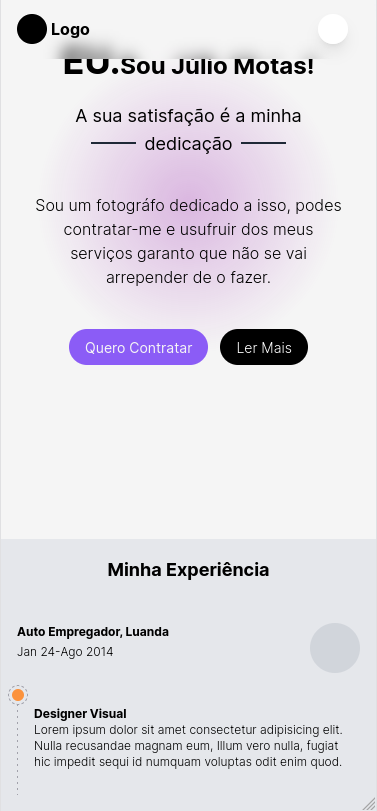 Logo
EU.Sou Júlio Motas!
A sua satisfação é a minha
dedicação
Sou um fotográfo dedicado a isso, podes
contratar-me e usufruir dos meus
serviços garanto que não se vai
arrepender de o fazer.
Quero Contratar
Ler Mais
Minha Experiência
Auto Empregador, Luanda
Jan 24-Ago 2014
Designer Visual
Lorem ipsum dolor sit amet consectetur adipisicing elit.
Nulla recusandae magnam eum, Illum vero nulla, fugiat
hic impedit sequi id numquam voluptas odit enim quod.